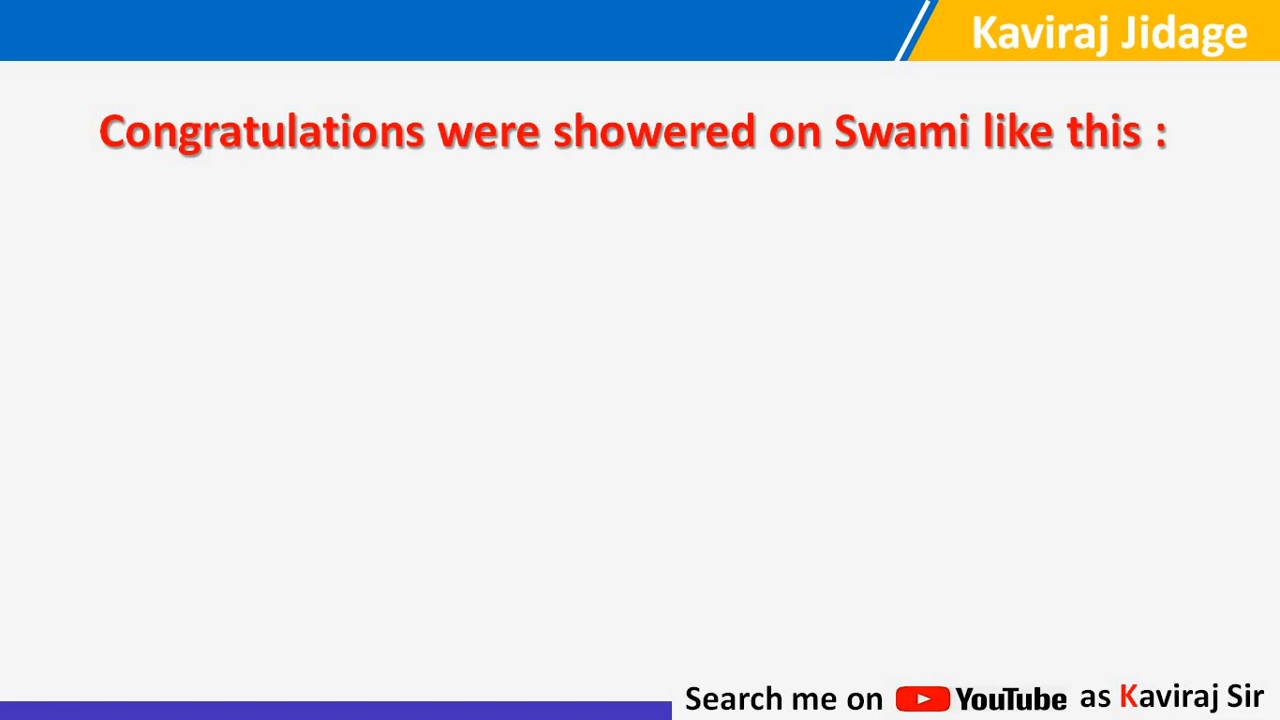 Kaviraj Jidage
Congratulations were showered on Swami like this :
Search me on YouTube as Kaviraj Sir